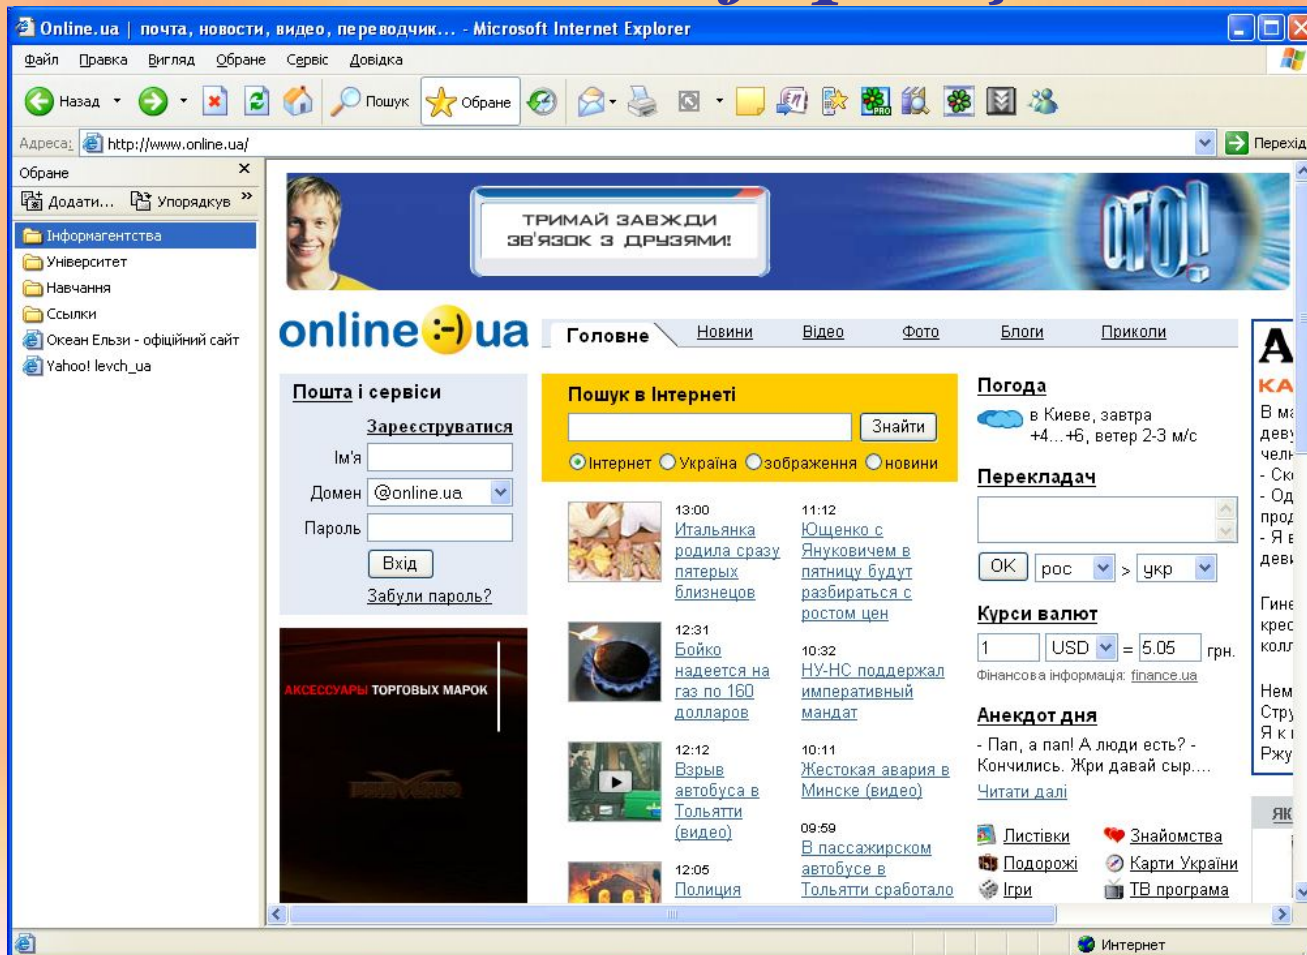 Online.ua | почта, новости, видео, переводчик... - Microsoft Internet Explorer
Файл Правка Вигляд Обране Сервіс Довідка
Назад Пошук Обране
Адреса: http://www.online.ua/ Перехід
Обране
Додати... Упорядкув
Інформагентства
Університет
Навчання
Ссылки
Океан Ельзи - офіційний сайт
Yahoo! levch_ua
ТРИМАЙ ЗАВЖДИ
ЗВ'ЯЗОК З ДРУЗЯМИ!
ОГО!
online :-) ua
Головне Новини Відео Фото Блоги Приколи
Пошта і сервіси
Зареєструватися
Ім'я
Домен @online.ua
Пароль
Вхід
Забули пароль?
АКСЕССУАРЫ ТОРГОВЫХ МАРОК
Пошук в Інтернеті
Знайти
Інтернет Україна зображення новини
13:00
Итальянка
родила сразу
пятерых
близнецов
12:31
Бойко
надеется на
газ по 160
долларов
12:12
Взрыв
автобуса в
Тольятти
(видео)
12:05
Полиция
11:12
Ющенко с
Януковичем в
пятницу будут
разбираться с
ростом цен
10:32
НУ-НС поддержал
императивный
мандат
10:11
Жестокая авария в
Минске (видео)
09:59
В пассажирском
автобусе в
Тольятти сработало
Погода
в Киеве, завтра
+4...+6, ветер 2-3 м/с
Перекладач
OK рос > укр
Курси валют
1 USD = 5.05 грн.
Фінансова інформація: finance.ua
Анекдот дня
- Пап, а пап! А люди есть? -
Кончились. Жри давай сыр....
Читати далі
Листівки Знайомства
Подорожі Карти України
Ігри ТВ програма
А
КА
В
- Од
- Я
Интернет